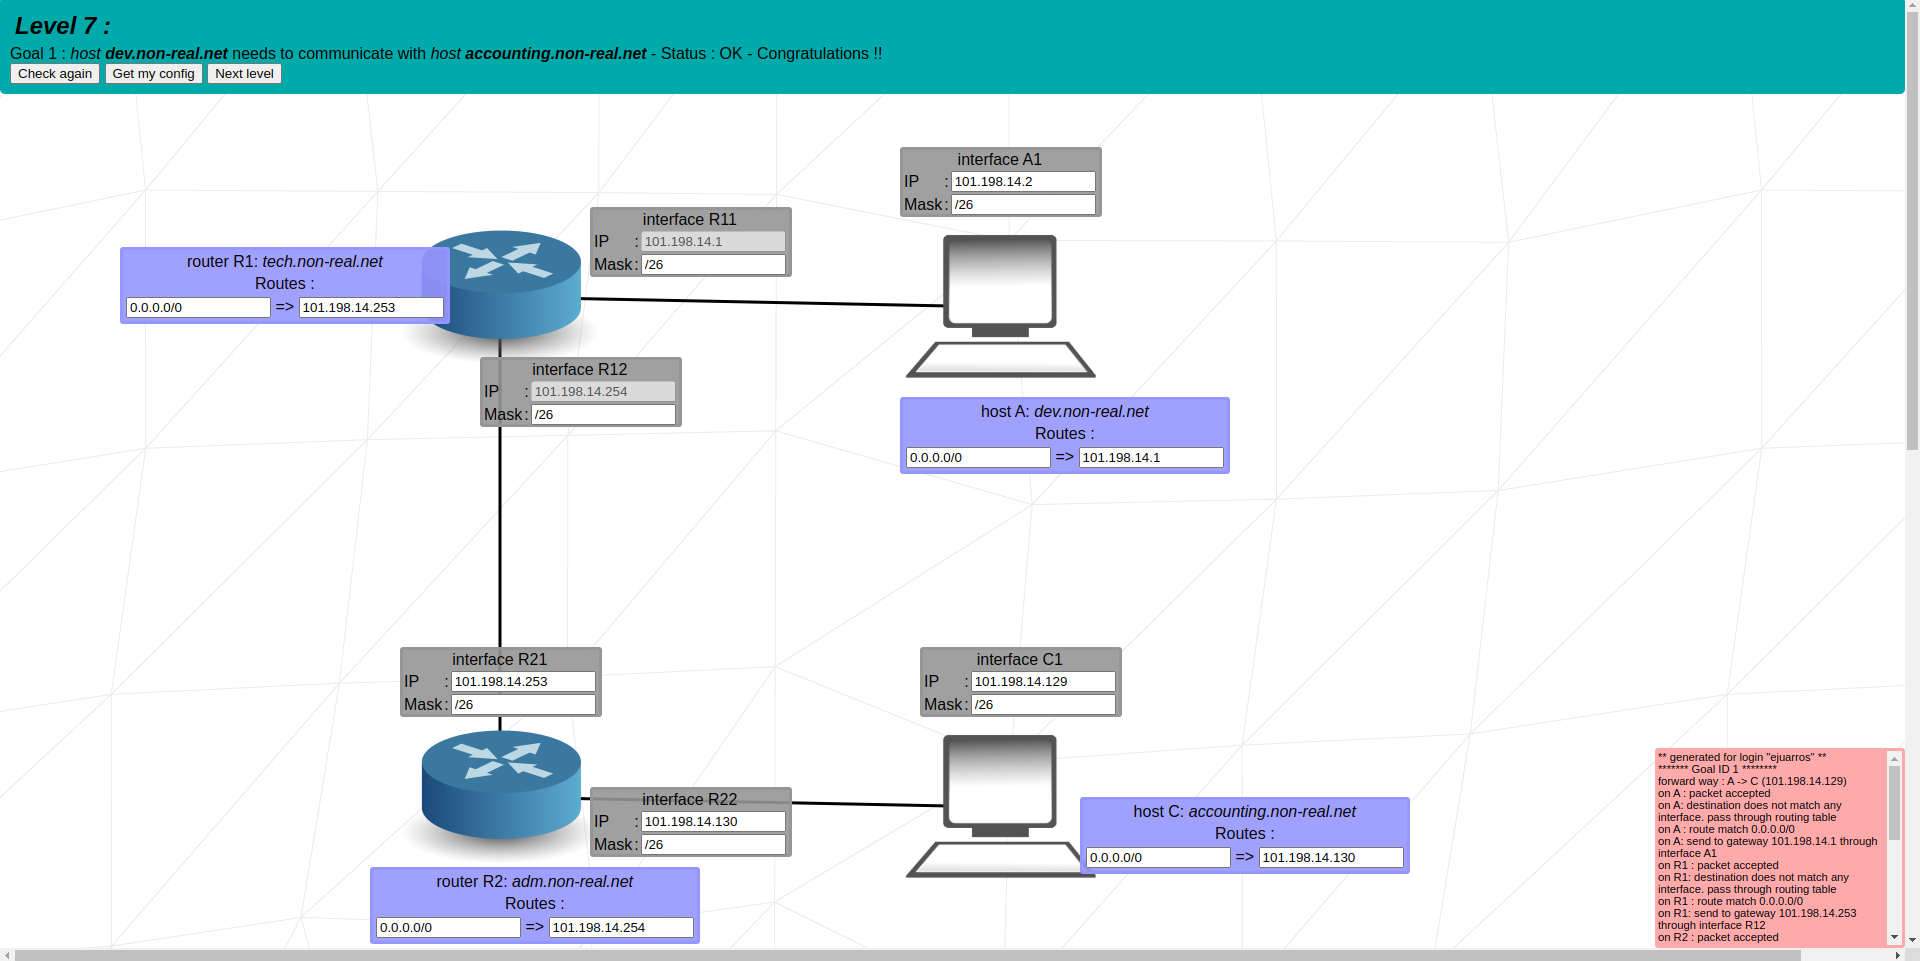 Level 7 :
Goal 1 : host dev.non-real.net needs to communicate with host accounting.non-real.net - Status : OK - Congratulations !!
Check again Get my config Next level
interface A1
IP : 101.198.14.2
Mask : /26
interface R11
IP : 101.198.14.1
Mask : /26
router R1: tech.non-real.net
Routes :
0.0.0.0/0 => 101.198.14.253
interface R12
IP : 101.198.14.254
Mask : /26
host A: dev.non-real.net
Routes :
0.0.0.0/0 => 101.198.14.1
interface R21
IP : 101.198.14.253
Mask : /26
interface C1
IP : 101.198.14.129
Mask : /26
interface R22
IP : 101.198.14.130
Mask : /26
host C: accounting.non-real.net
Routes :
0.0.0.0/0 => 101.198.14.130
router R2: adm.non-real.net
Routes :
0.0.0.0/0 => 101.198.14.254
** generated for login "ejuarros" **
******* Goal ID 1 ********
forward way : A -> C (101.198.14.129)
on A : packet accepted
on A: destination does not match any
interface. pass through routing table
on A : route match 0.0.0.0/0
on A: send to gateway 101.198.14.1 through
interface A1
on R1 : packet accepted
on R1: destination does not match any
interface. pass through routing table
on R1 : route match 0.0.0.0/0
on R1: send to gateway 101.198.14.253
through interface R12
on R2 : packet accepted